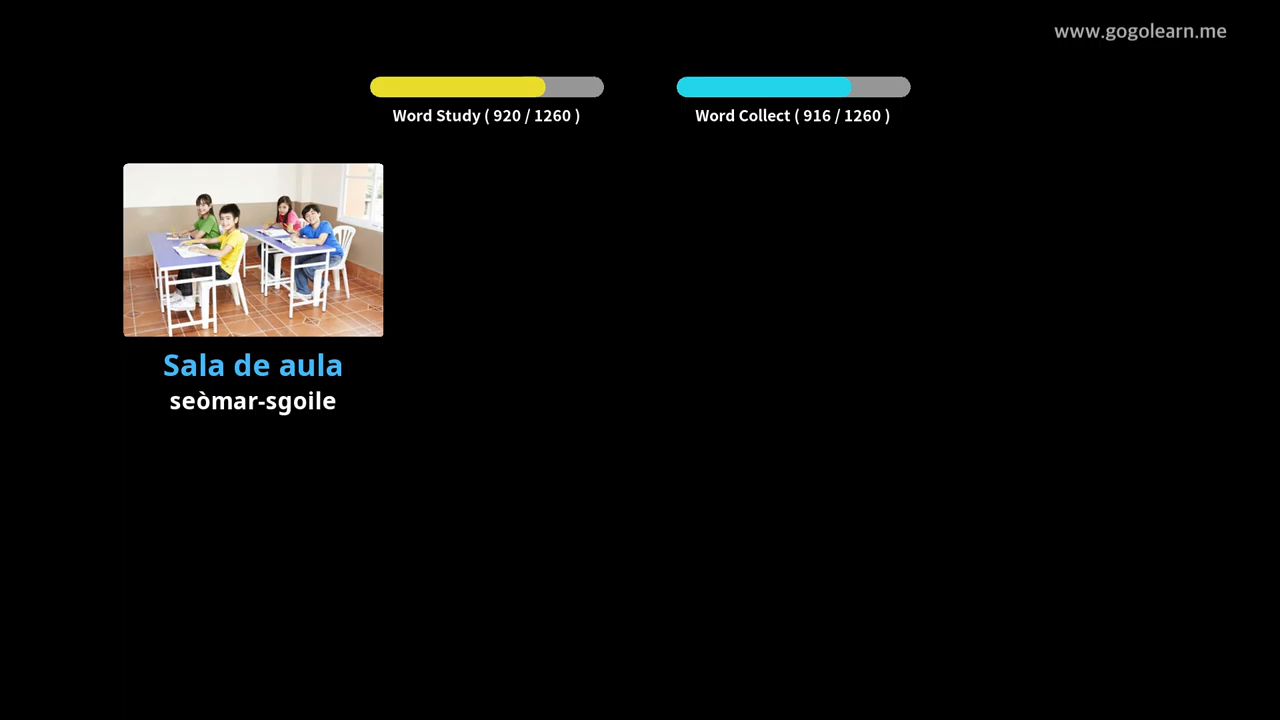 www.gogolearn.me
Word Study ( 920 / 1260 )
Word Collect ( 916 / 1260 )
Sala de aula
seòmar-sgoile